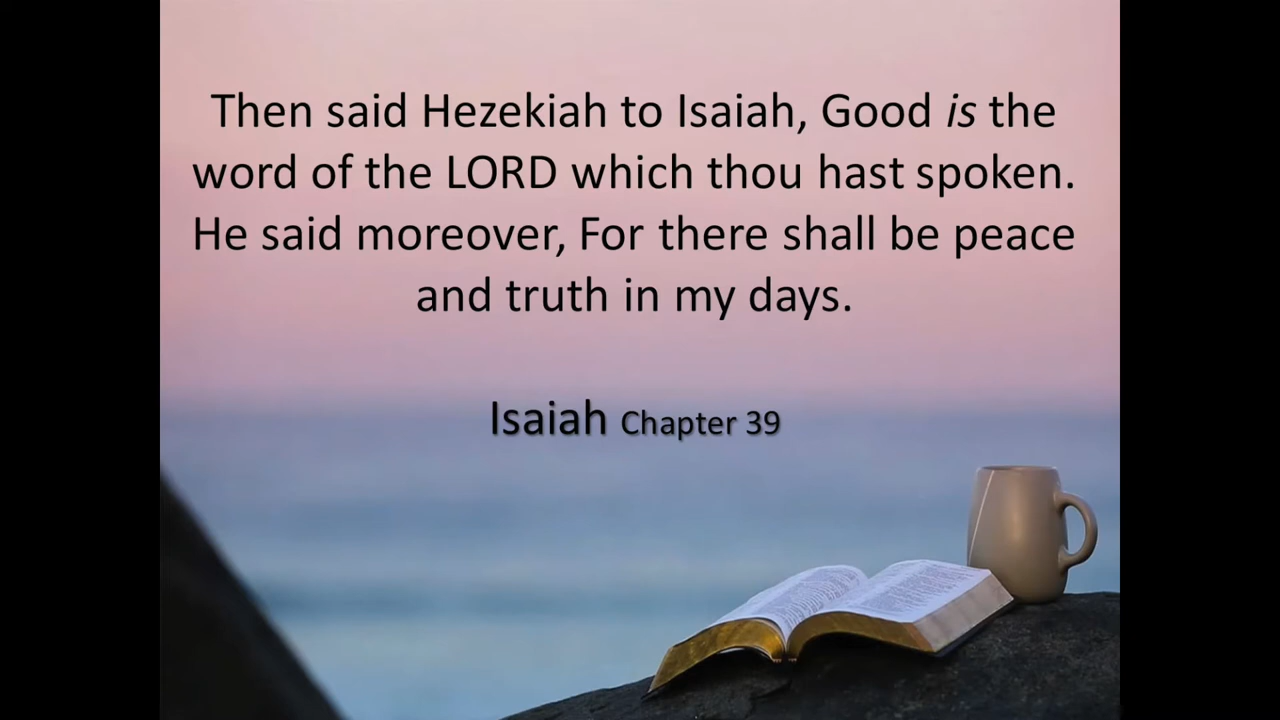 Then said Hezekiah to Isaiah, Good is the
word of the LORD which thou hast spoken.
He said moreover, For there shall be peace
and truth in my days.
Isaiah Chapter 39